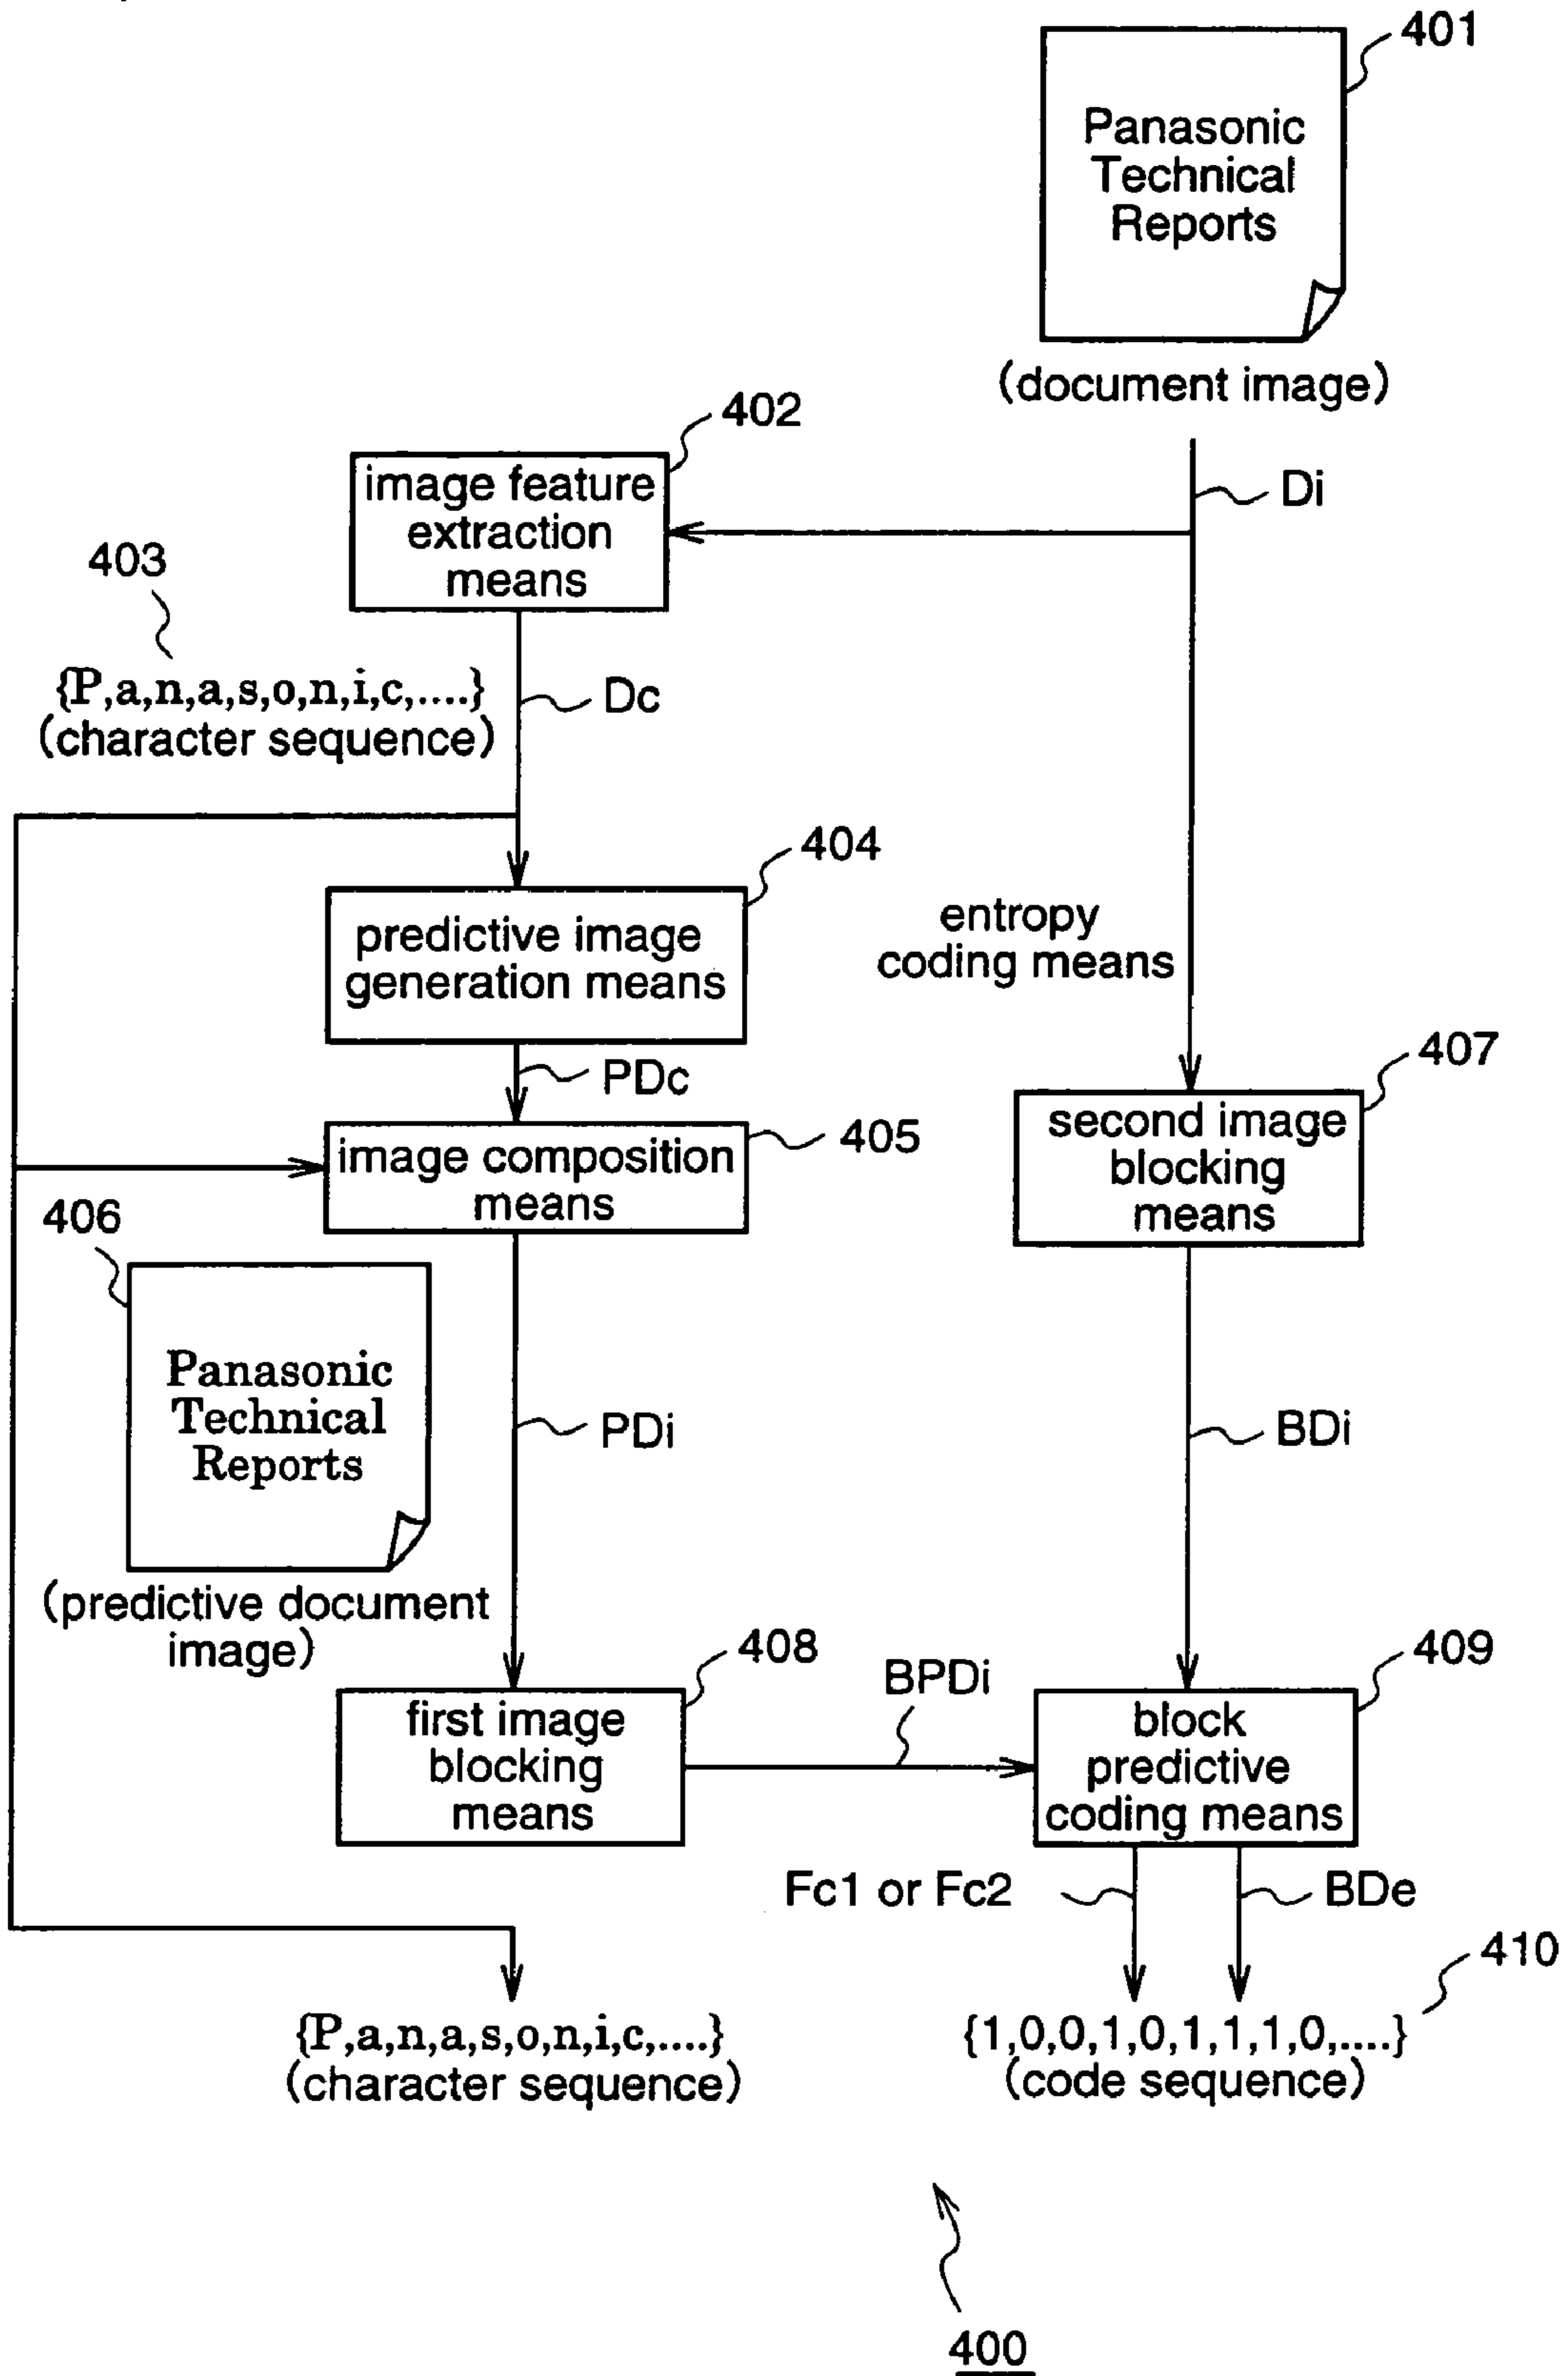 401
Panasonic
Technical
Reports
(document image)
402
image feature
extraction
means
Di
403
{P,a,n,a,s,o,n,i,c,....}
(character sequence)
Dc
404
predictive image
generation means
entropy
coding means
PDc
407
second image
blocking
means
405
image composition
means
406
Panasonic
Technical
Reports
(predictive document
image)
PDi
BDi
408
first image
blocking
means
BPDi
409
block
predictive
coding means
Fc1 or Fc2
BDe
410
{P,a,n,a,s,o,n,i,c,....}
(character sequence)
{1,0,0,1,0,1,1,1,0,....}
(code sequence)
400